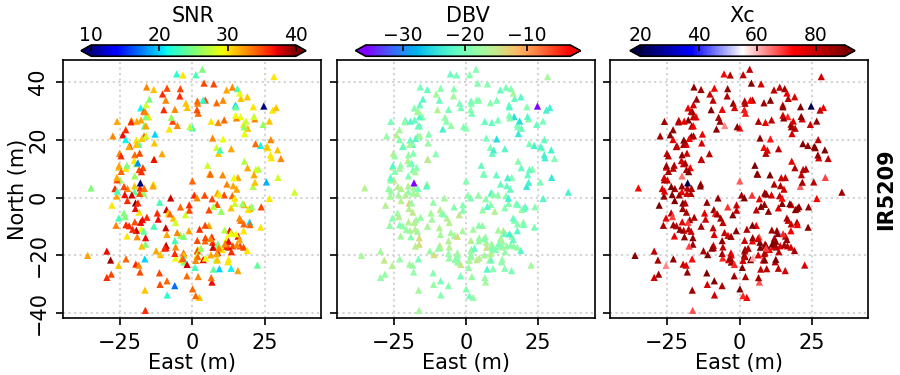 SNR DBV Xc
10 20 30 40 −30 −20 −10 20 40 60 80
North (m)
40
20
0
−20
−40
IR5209
−25 0 25 −25 0 25 −25 0 25
East (m) East (m) East (m)